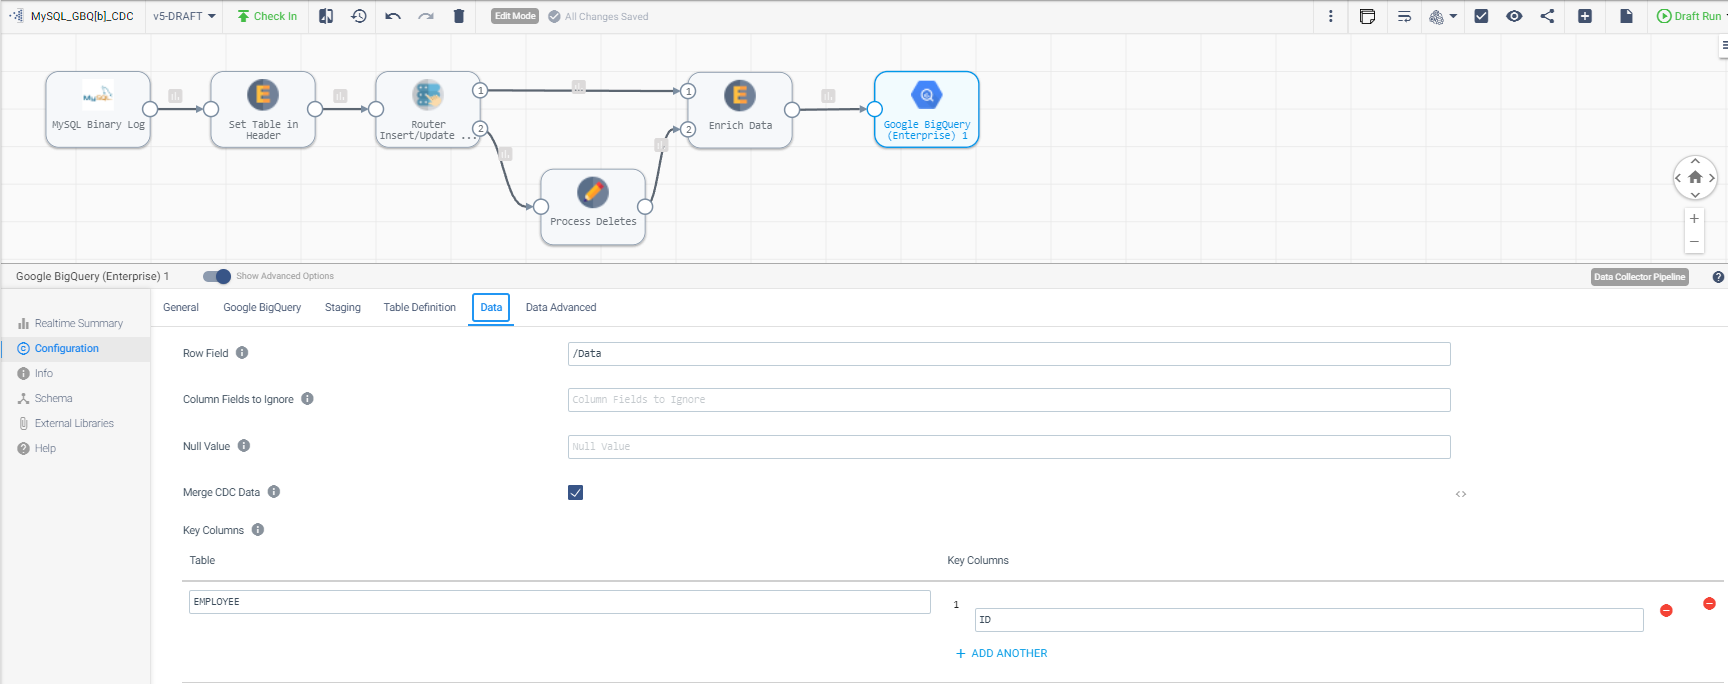 MySQL_GBQ[b]_CDC
v5-DRAFT
Check In
Edit Mode
All Changes Saved
Draft Run
MySQL
MySQL Binary Log
Set Table in
Header
Router
Insert/Update ...
1
2
Process Deletes
1
2
Enrich Data
Google BigQuery
(Enterprise) 1
Google BigQuery (Enterprise) 1
Show Advanced Options
Data Collector Pipeline
Realtime Summary
Configuration
Info
Schema
External Libraries
Help
General
Google BigQuery
Staging
Table Definition
Data
Data Advanced
Row Field
/Data
Column Fields to Ignore
Column Fields to Ignore
Null Value
Null Value
Merge CDC Data
Key Columns
Table
Key Columns
EMPLOYEE
1
ID
+ ADD ANOTHER